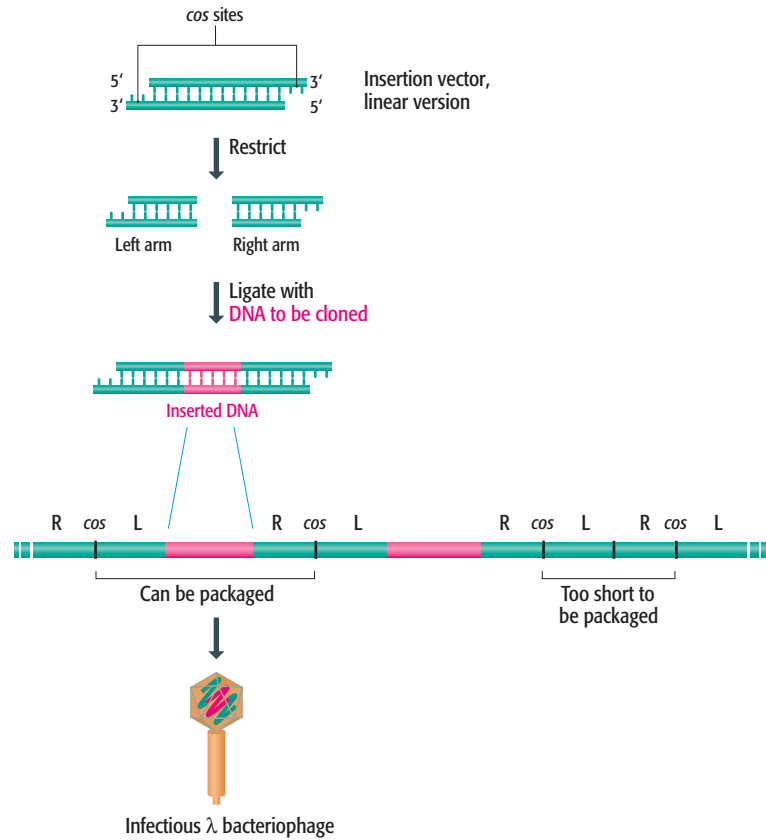 cos sites
5′ 3′
3′ 5′
Insertion vector,
linear version
Restrict
Left arm
Right arm
Ligate with
DNA to be cloned
Inserted DNA
R cos L R cos L R cos L R cos L
Can be packaged
Too short to
be packaged
Infectious λ bacteriophage